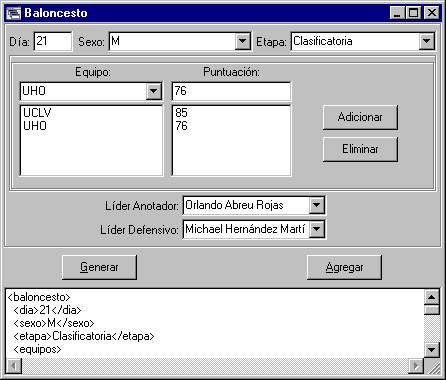 Baloncesto
Día: 21 Sexo: M Etapa: Clasificatoria
Equipo: Puntuación:
UHO 76
UCLV 85
UHO 76
Adicionar
Eliminar
Líder Anotador: Orlando Abreu Rojas
Líder Defensivo: Michael Hernández Martí
Generar Agregar
<baloncesto>
<dia>21</dia>
<sexo>M</sexo>
<etapa>Clasificatoria</etapa>
<equipos>